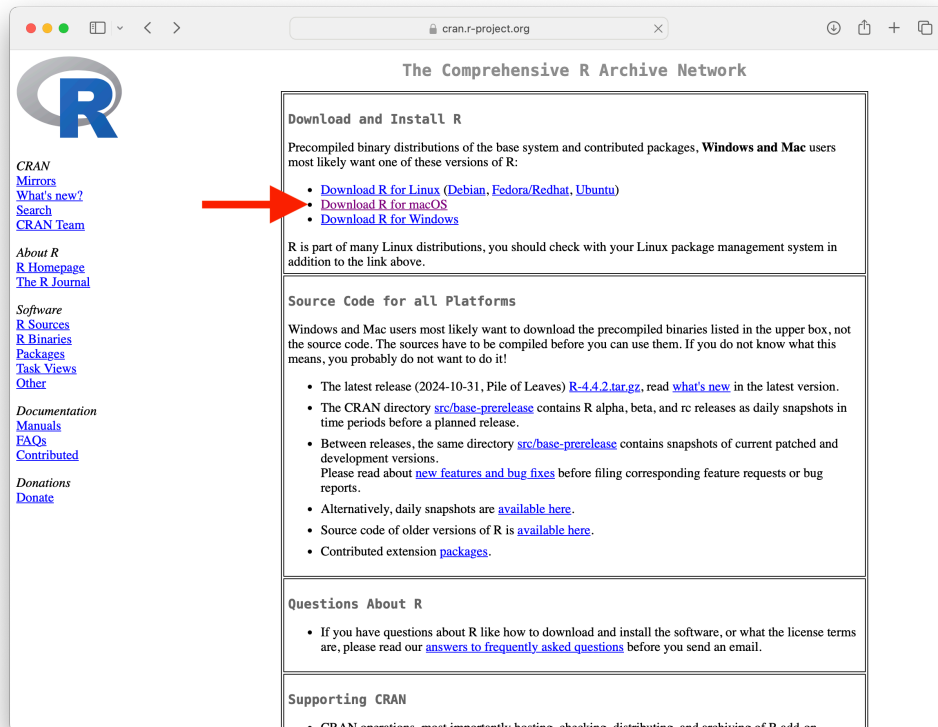 cran.r-project.org
R
The Comprehensive R Archive Network
CRAN
Mirrors
What's new?
Search
CRAN Team
About R
R Homepage
The R Journal
Software
R Sources
R Binaries
Packages
Task Views
Other
Documentation
Manuals
FAQs
Contributed
Donations
Donate
Download and Install R
Precompiled binary distributions of the base system and contributed packages, Windows and Mac users
most likely want one of these versions of R:
• Download R for Linux (Debian, Fedora/Redhat, Ubuntu)
• Download R for macOS
• Download R for Windows
R is part of many Linux distributions, you should check with your Linux package management system in
addition to the link above.
Source Code for all Platforms
Windows and Mac users most likely want to download the precompiled binaries listed in the upper box, not
the source code. The sources have to be compiled before you can use them. If you do not know what this
means, you probably do not want to do it!
• The latest release (2024-10-31, Pile of Leaves) R-4.4.2.tar.gz, read what's new in the latest version.
• The CRAN directory src/base-prerelease contains R alpha, beta, and rc releases as daily snapshots in
time periods before a planned release.
• Between releases, the same directory src/base-prerelease contains snapshots of current patched and
development versions.
Please read about new features and bug fixes before filing corresponding feature requests or bug
reports.
• Alternatively, daily snapshots are available here.
• Source code of older versions of R is available here.
• Contributed extension packages.
Questions About R
• If you have questions about R like how to download and install the software, or what the license terms
are, please read our answers to frequently asked questions before you send an email.
Supporting CRAN
• CRAN operations, most importantly hosting, checking, distributing, and archiving of R add-on